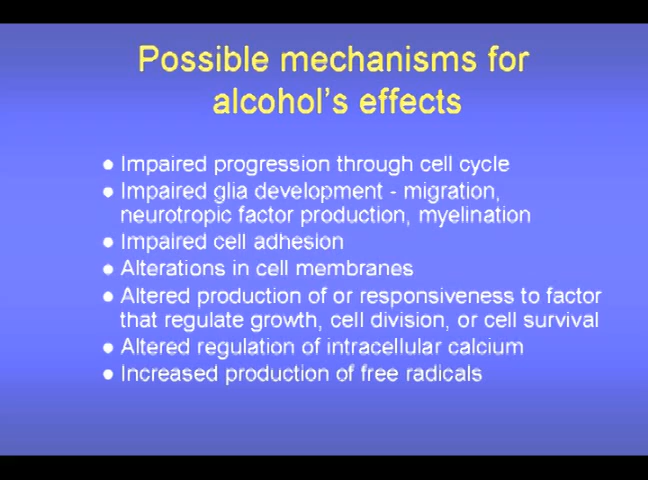 Possible mechanisms for
alcohol's effects
● Impaired progression through cell cycle
● Impaired glia development - migration,
neurotropic factor production, myelination
● Impaired cell adhesion
● Alterations in cell membranes
● Altered production of or responsiveness to factor
that regulate growth, cell division, or cell survival
● Altered regulation of intracellular calcium
● Increased production of free radicals